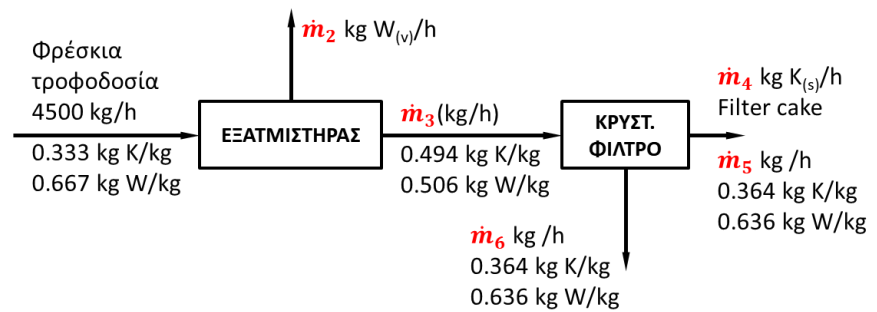 Φρέσκια
τροφοδοσία
4500 kg/h
0.333 kg K/kg
0.667 kg W/kg
ṁ₂ kg W(v)/h
ΕΞΑΤΜΙΣΤΗΡΑΣ
ṁ₃(kg/h)
0.494 kg K/kg
0.506 kg W/kg
ΚΡΥΣΤ.
ΦΙΛΤΡΟ
ṁ₄ kg K(s)/h
Filter cake
ṁ₅ kg /h
0.364 kg K/kg
0.636 kg W/kg
ṁ₆ kg /h
0.364 kg K/kg
0.636 kg W/kg